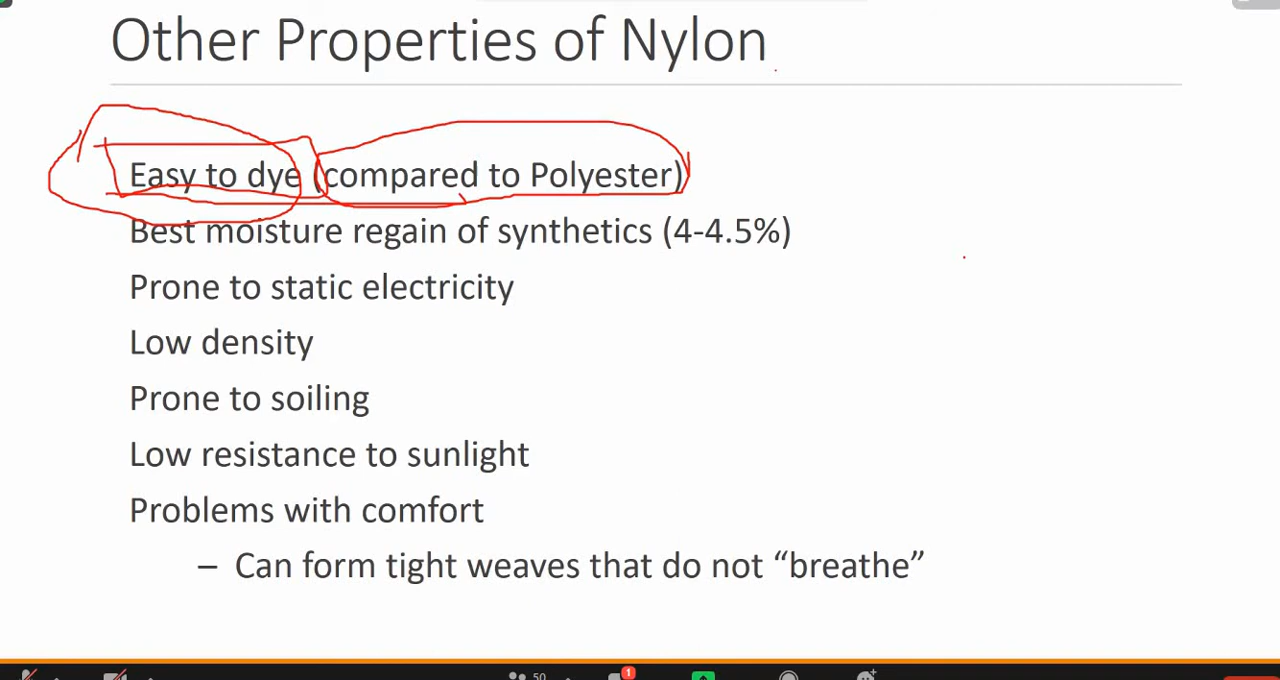 Other Properties of Nylon
Easy to dye (compared to Polyester)
Best moisture regain of synthetics (4-4.5%)
Prone to static electricity
Low density
Prone to soiling
Low resistance to sunlight
Problems with comfort
– Can form tight weaves that do not “breathe”
50
1